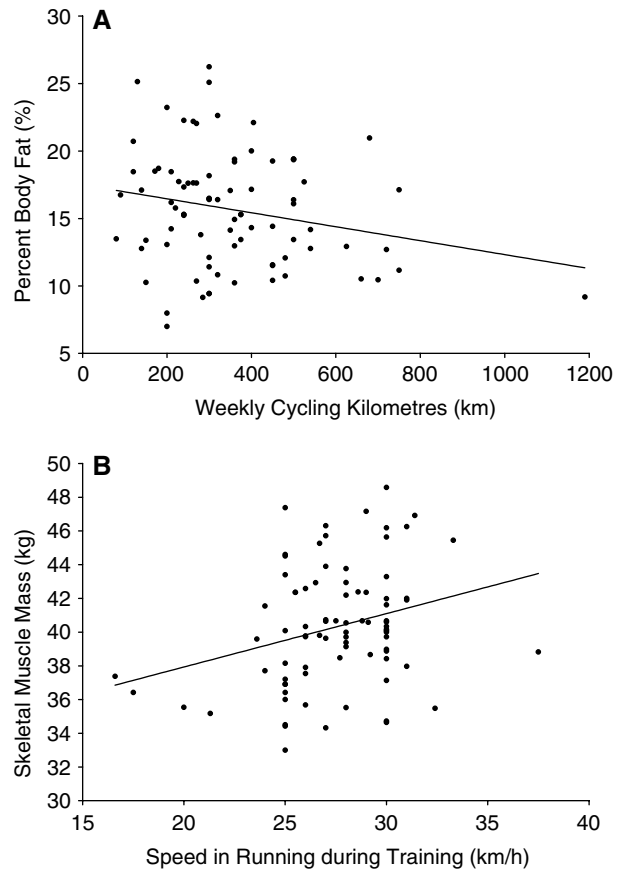 A
30
25
20
15
10
5
Percent Body Fat (%)
0 200 400 600 800 1000 1200
Weekly Cycling Kilometres (km)
B
50
48
46
44
42
40
38
36
34
32
30
Skeletal Muscle Mass (kg)
15 20 25 30 35 40
Speed in Running during Training (km/h)